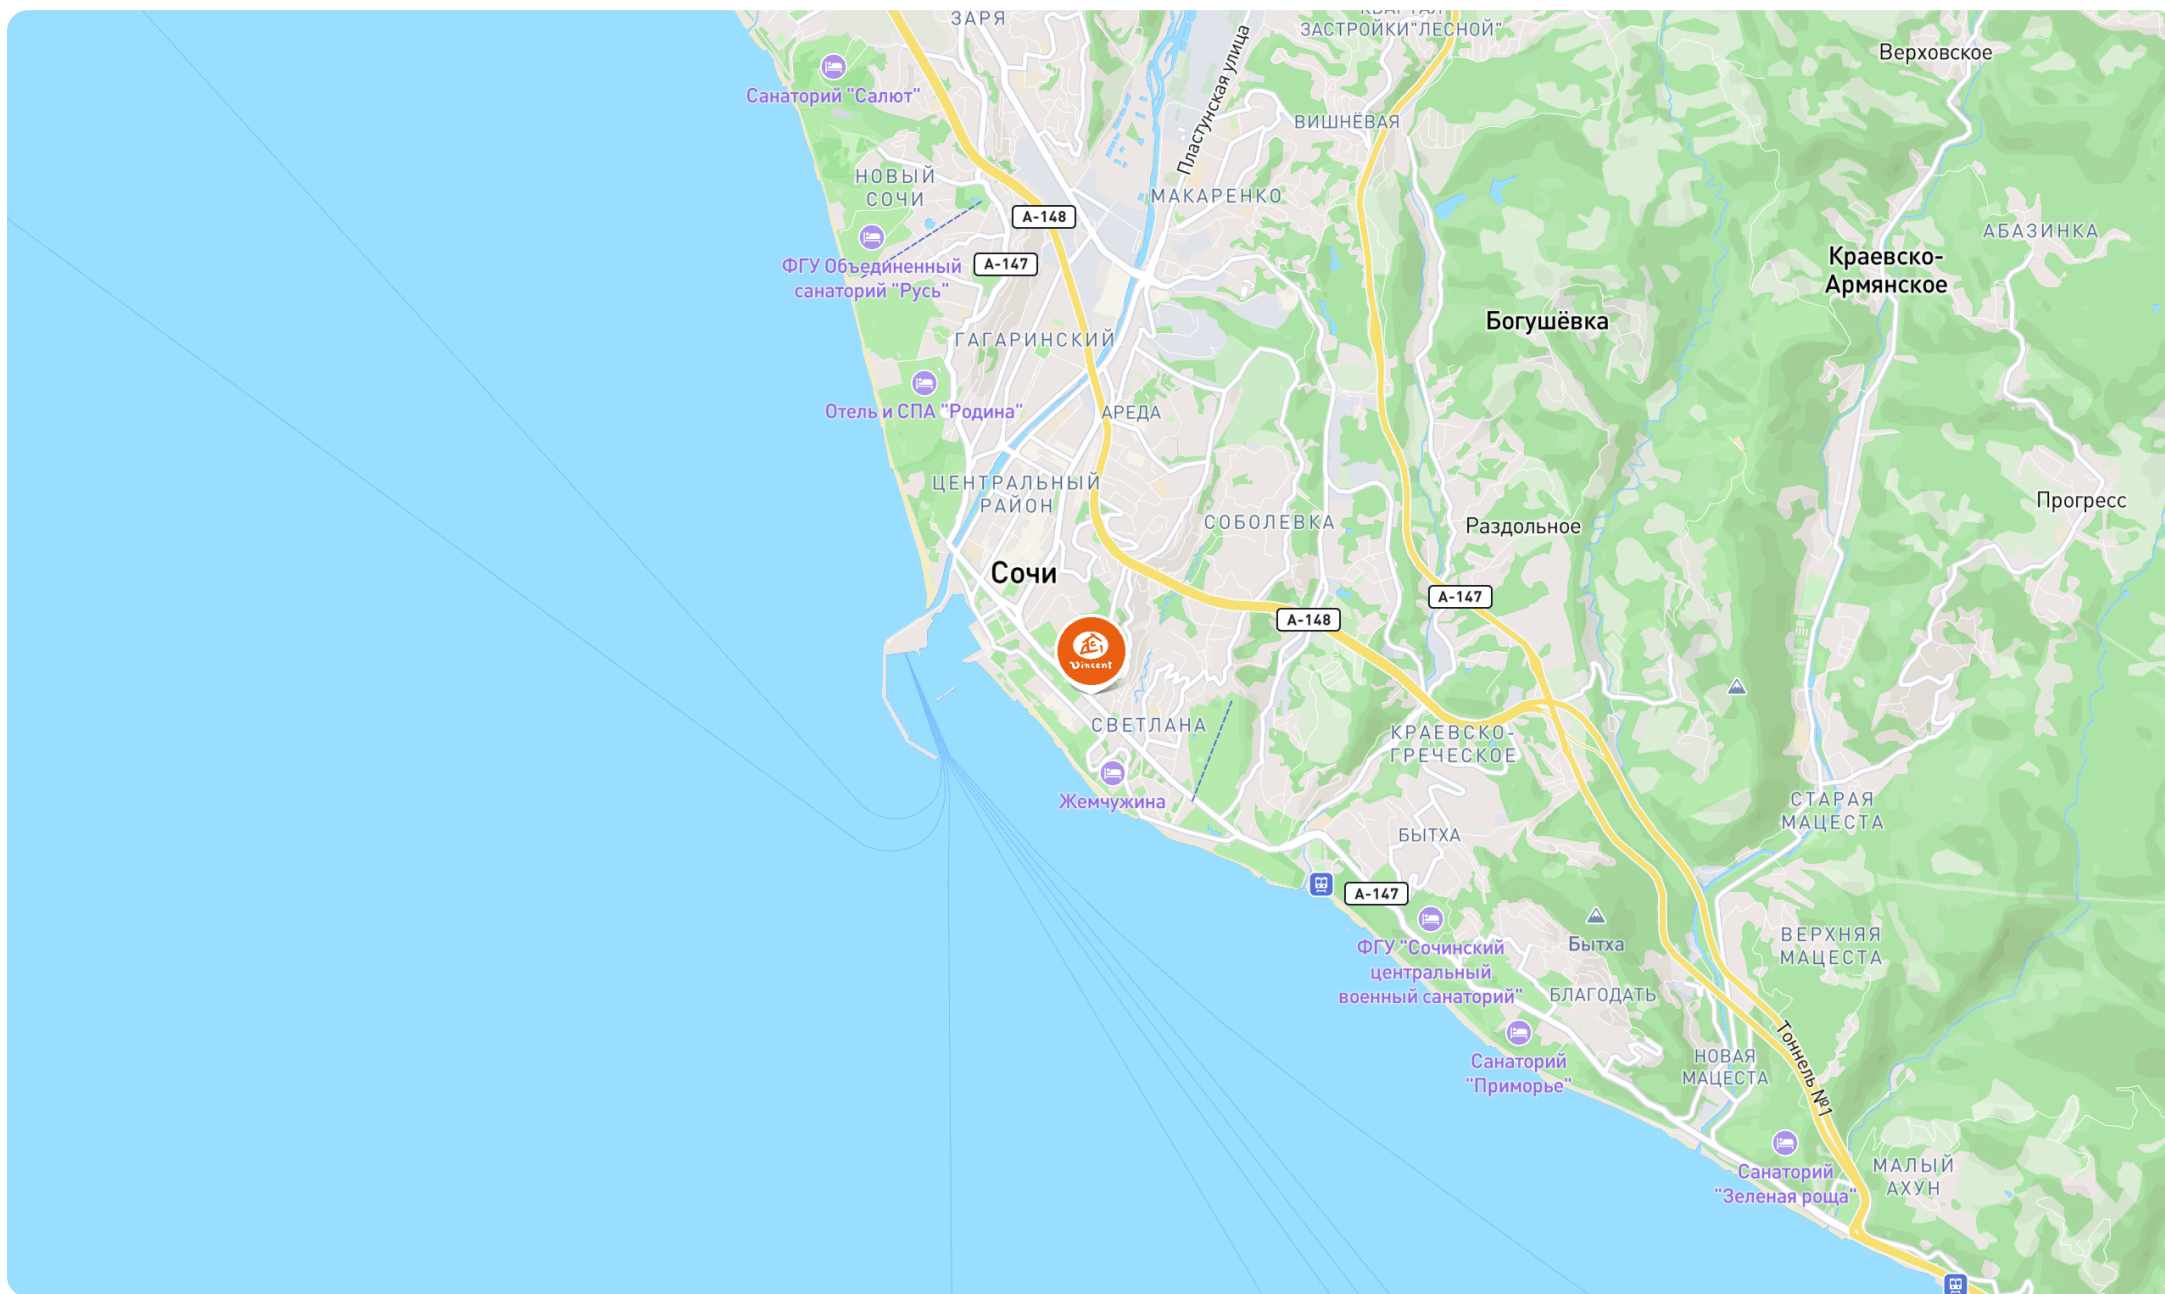 ЗАРЯ
КВАРТАЛ
ЗАСТРОЙКИ"ЛЕСНОЙ"
Верховское
Санаторий "Салют"
Пластунская улица
ВИШНЁВАЯ
НОВЫЙ
СОЧИ
МАКАРЕНКО
A-148
АБАЗИНКА
ФГУ Объединенный
санаторий "Русь"
A-147
Краевско-
Армянское
Богушёвка
ГАГАРИНСКИЙ
Отель и СПА "Родина"
АРЕДА
ЦЕНТРАЛЬНЫЙ
РАЙОН
СОБОЛЕВКА
Раздольное
Прогресс
Сочи
A-147
A-148
Vincent
СВЕТЛАНА
КРАЕВСКО-
ГРЕЧЕСКОЕ
Жемчужина
СТАРАЯ
МАЦЕСТА
БЫТХА
A-147
ФГУ "Сочинский
центральный
военный санаторий"
Бытха
ВЕРХНЯЯ
МАЦЕСТА
БЛАГОДАТЬ
Санаторий
"Приморье"
НОВАЯ
МАЦЕСТА
Тоннель №1
Санаторий
"Зеленая роща"
МАЛЫЙ
АХУН